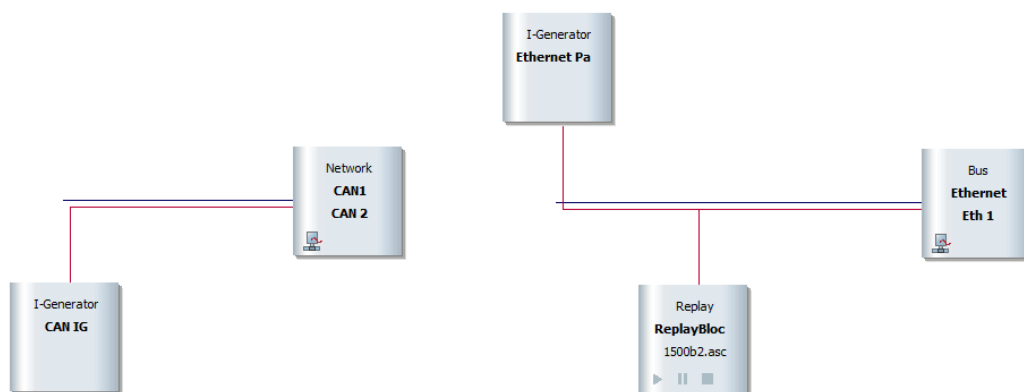 I-Generator
Ethernet Pa
Network
CAN1
CAN 2
Bus
Ethernet
Eth 1
I-Generator
CAN IG
Replay
ReplayBloc
1500b2.asc